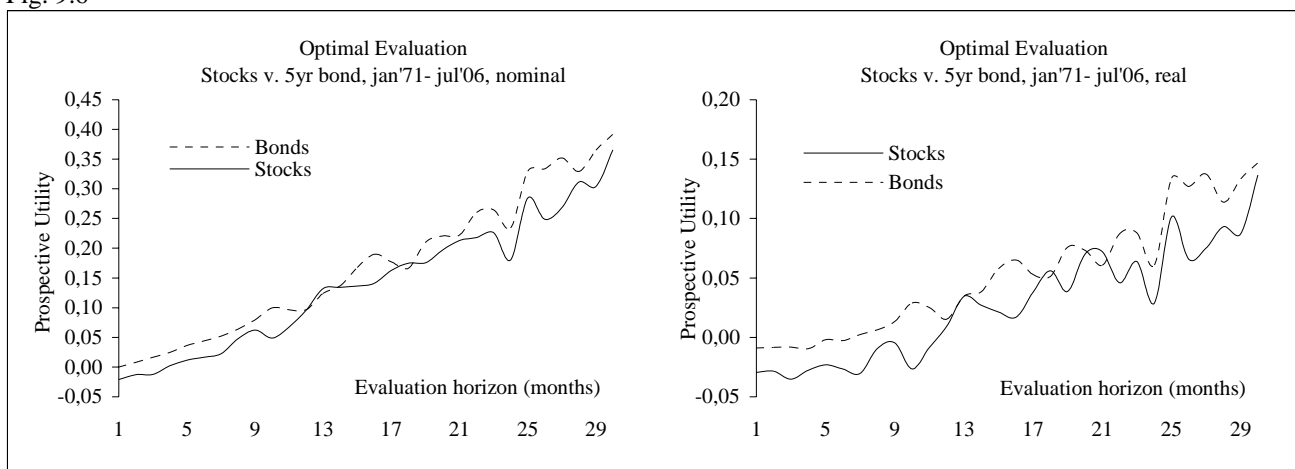 Optimal Evaluation
Stocks v. 5yr bond, jan'71- jul'06, nominal
0,45
0,40
0,35
0,30
0,25
0,20
0,15
0,10
0,05
0,00
-0,05
Prospective Utility
Bonds
Stocks
Evaluation horizon (months)
1 5 9 13 17 21 25 29
Optimal Evaluation
Stocks v. 5yr bond, jan'71- jul'06, real
0,20
0,15
0,10
0,05
0,00
-0,05
Prospective Utility
Stocks
Bonds
Evaluation horizon (months)
1 5 9 13 17 21 25 29